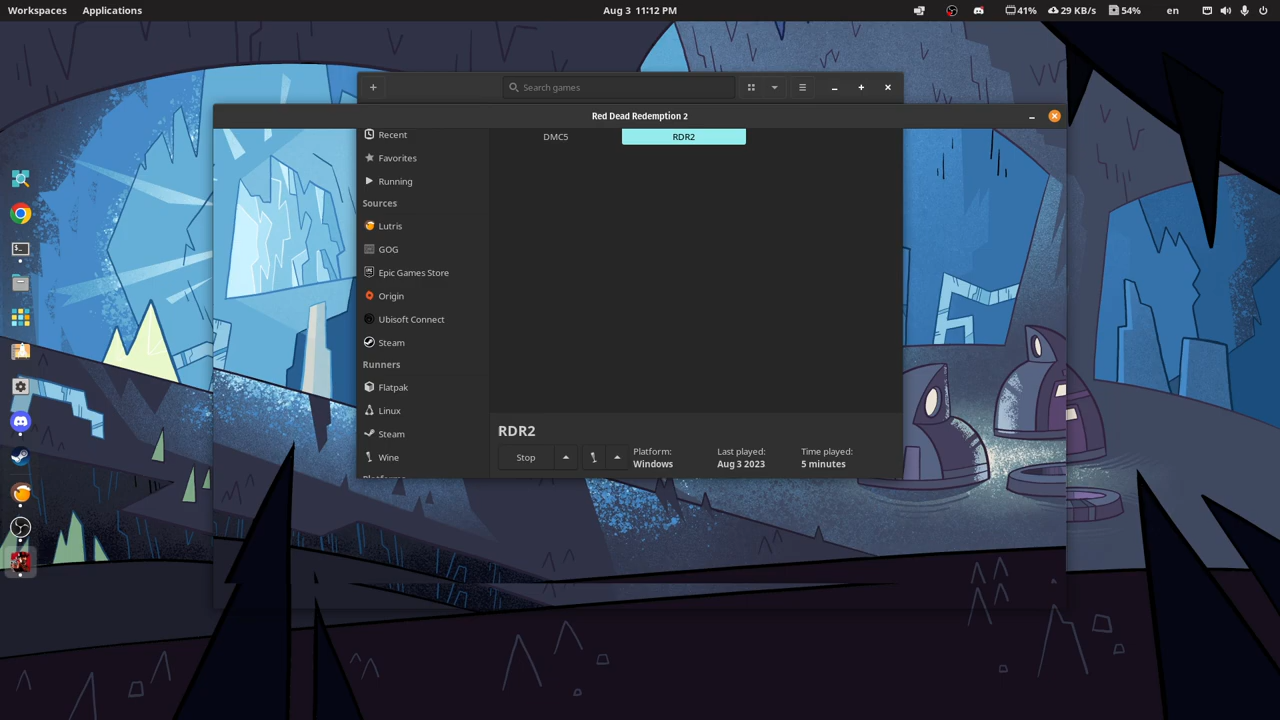 Workspaces Applications Aug 3 11:12 PM 41% 29 KB/s 54% en
Search games
Red Dead Redemption 2
Recent
DMC5 RDR2
Favorites
Running
Sources
Lutris
GOG
Epic Games Store
Origin
Ubisoft Connect
Steam
Runners
Flatpak
Linux
Steam
Wine
RDR2
Stop
Platform: Last played: Time played:
Windows Aug 3 2023 5 minutes